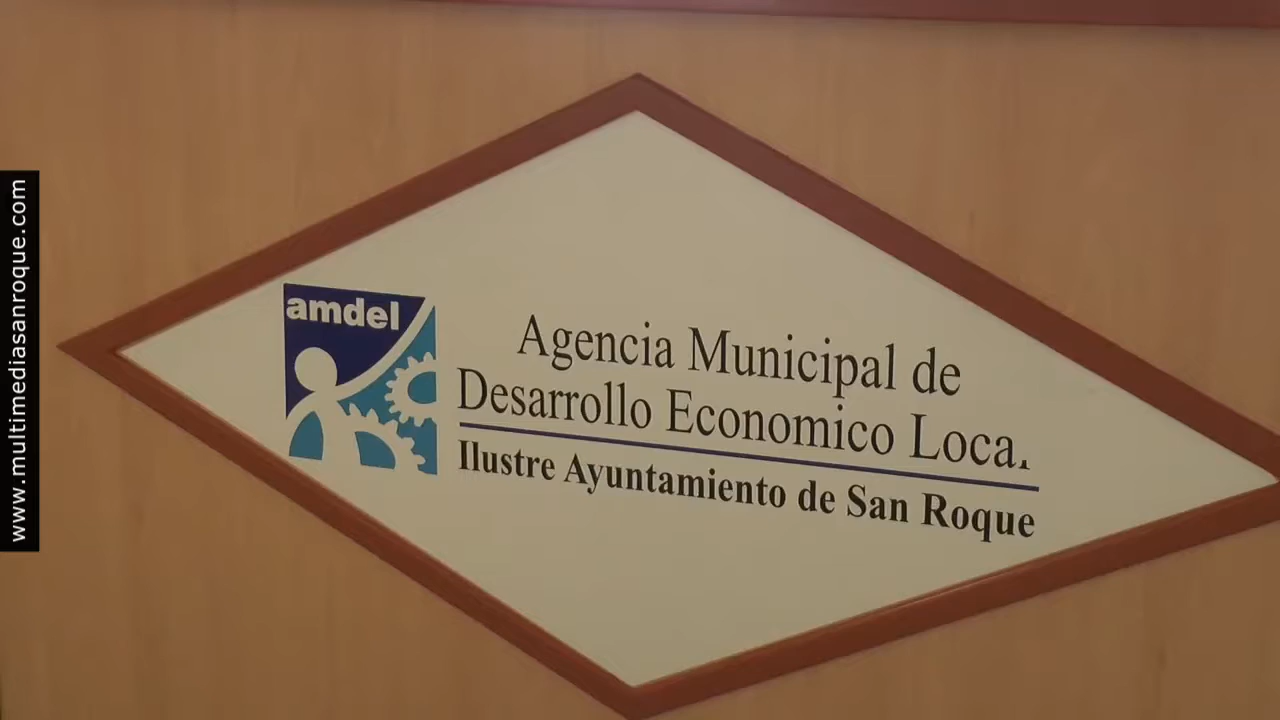 www.multimediasanroque.com
amdel
Agencia Municipal de
Desarrollo Economico Loca.
Ilustre Ayuntamiento de San Roque